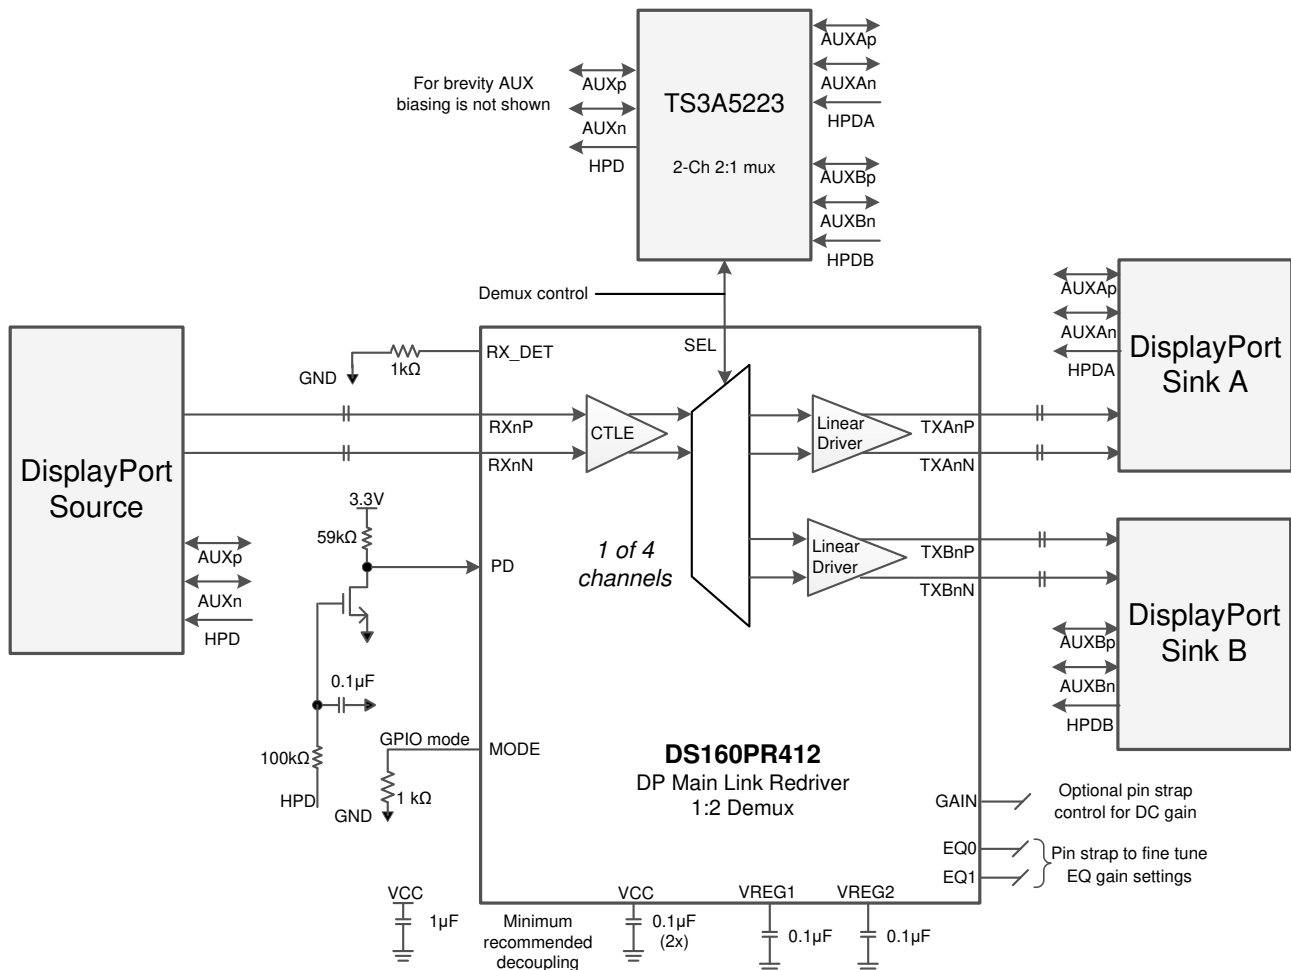 For brevity AUX
biasing is not shown
AUXp
AUXn
HPD
TS3A5223
2-Ch 2:1 mux
AUXAp
AUXAn
HPDA
AUXBp
AUXBn
HPDB
Demux control
DisplayPort
Source
AUXp
AUXn
HPD
GND
1kΩ
RX_DET
SEL
RXnP
RXnN
CTLE
Linear
Driver
TXAnP
TXAnN
Linear
Driver
TXBnP
TXBnN
1 of 4
channels
3.3V
59kΩ
PD
0.1µF
100kΩ
HPD
GPIO mode
MODE
1 kΩ
GND
DS160PR412
DP Main Link Redriver
1:2 Demux
AUXAp
AUXAn
HPDA
DisplayPort
Sink A
DisplayPort
Sink B
AUXBp
AUXBn
HPDB
GAIN
Optional pin strap
control for DC gain
EQ0
EQ1
Pin strap to fine tune
EQ gain settings
VCC
1µF
Minimum
recommended
decoupling
VCC
0.1µF
(2x)
VREG1
0.1µF
VREG2
0.1µF